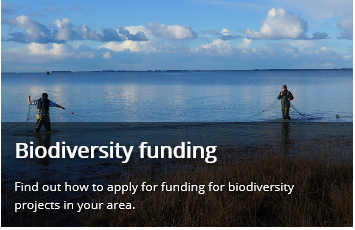 Biodiversity funding
Find out how to apply for funding for biodiversity
projects in your area.